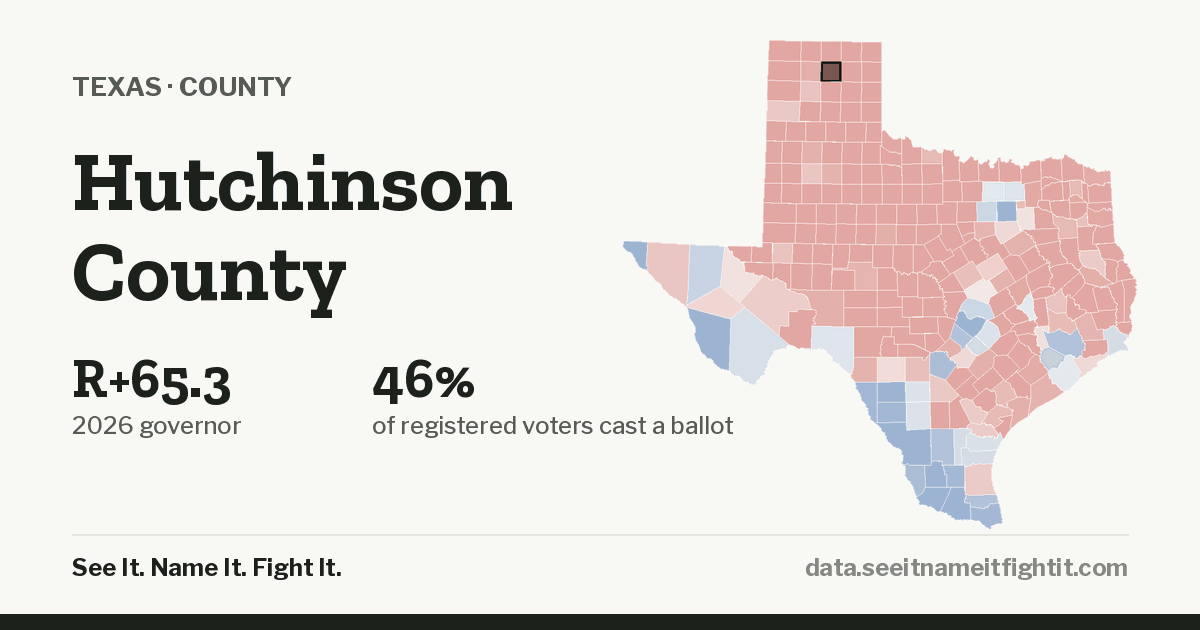 TEXAS · COUNTY
Hutchinson
County
R+65.3
2026 governor
46%
of registered voters cast a ballot
See It. Name It. Fight It.
data.seeitnameitfightit.com